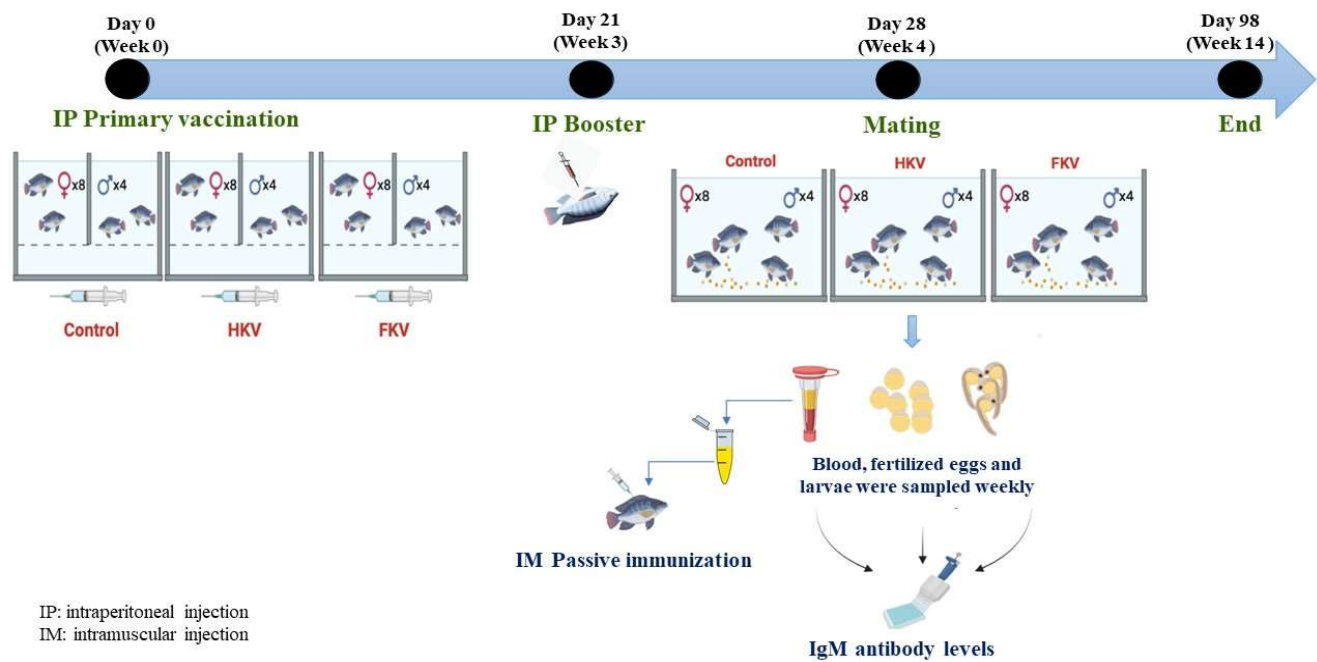 Day 0
(Week 0)
Day 21
(Week 3)
Day 28
(Week 4)
Day 98
(Week 14)
IP Primary vaccination
IP Booster
Mating
End
♀x8
♂x4
♀x8
♂x4
♀x8
♂x4
Control
HKV
FKV
Control
HKV
FKV
♀x8
♂x4
♀x8
♂x4
♀x8
♂x4
Blood, fertilized eggs and
larvae were sampled weekly
IM Passive immunization
IgM antibody levels
IP: intraperitoneal injection
IM: intramuscular injection